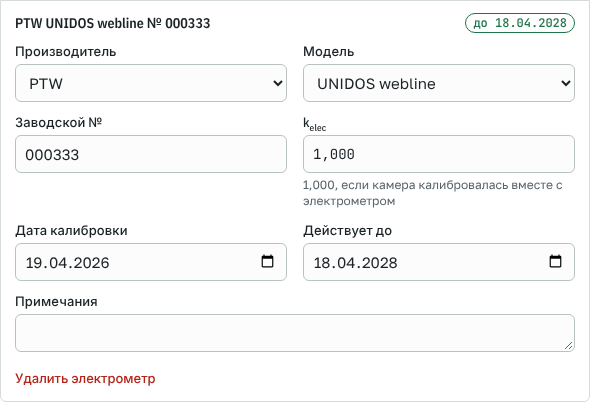 PTW UNIDOS webline № 000333
до 18.04.2028
Производитель
Модель
PTW
UNIDOS webline
Заводской №
k elec
000333
1,000
1,000, если камера калибровалась вместе с
электрометром
Дата калибровки
Действует до
19.04.2026
18.04.2028
Примечания
Удалить электрометр